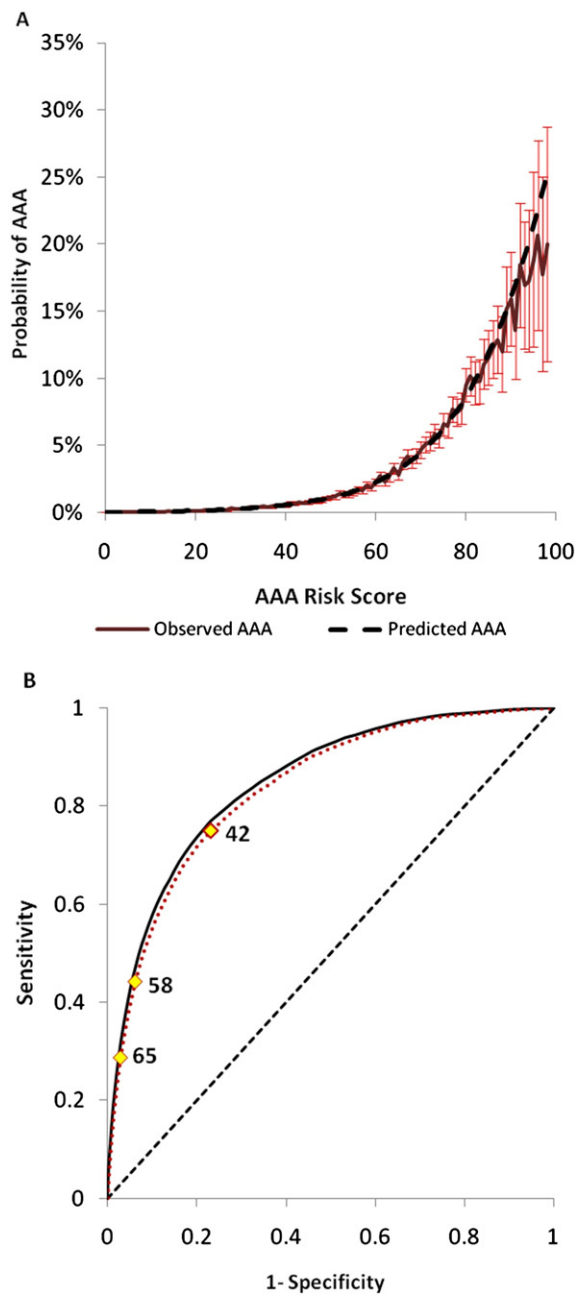 A
35%
30%
25%
20%
15%
10%
5%
0%
Probability of AAA
0 20 40 60 80 100
AAA Risk Score
Observed AAA Predicted AAA
B
1
0.8
0.6
0.4
0.2
0
Sensitivity
42
58
65
0 0.2 0.4 0.6 0.8 1
1- Specificity